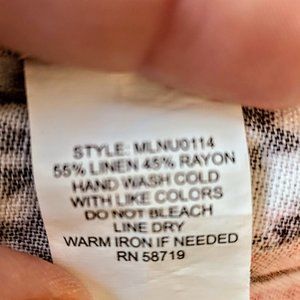 STYLE: MLNU0114
55% LINEN 45% RAYON
HAND WASH COLD
WITH LIKE COLORS
DO NOT BLEACH
LINE DRY
WARM IRON IF NEEDED
RN 58719